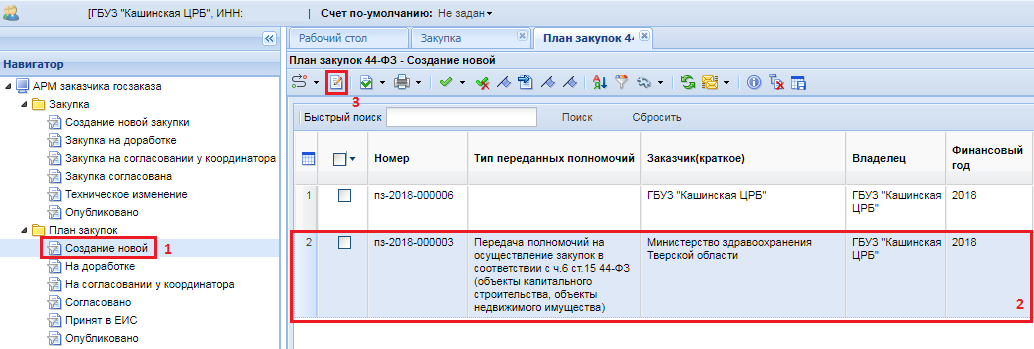 [ГБУЗ "Кашинская ЦРБ", ИНН: | Счет по-умолчанию: Не задан
Рабочий стол Закупка План закупок 44-
Навигатор
План закупок 44-ФЗ - Создание новой
АРМ заказчика госзаказа
Закупка
Создание новой закупки
Закупка на доработке
Закупка на согласовании у координатора
Закупка согласована
Техническое изменение
Опубликовано
План закупок
Создание новой 1
На доработке
На согласовании у координатора
Согласовано
Принят в ЕИС
Опубликовано
3
Быстрый поиск Поиск Сбросить
Номер Тип переданных полномочий Заказчик(краткое) Владелец Финансовый
год
1 пз-2018-000006 ГБУЗ "Кашинская ЦРБ" ГБУЗ "Кашинская 2018
ЦРБ"
2 пз-2018-000003 Передача полномочий на Министерство здравоохранения ГБУЗ "Кашинская 2018
осуществление закупок в Тверской области ЦРБ"
соответствии с ч.6 ст.15 44-ФЗ
(объекты капитального
строительства, объекты
недвижимого имущества) 2